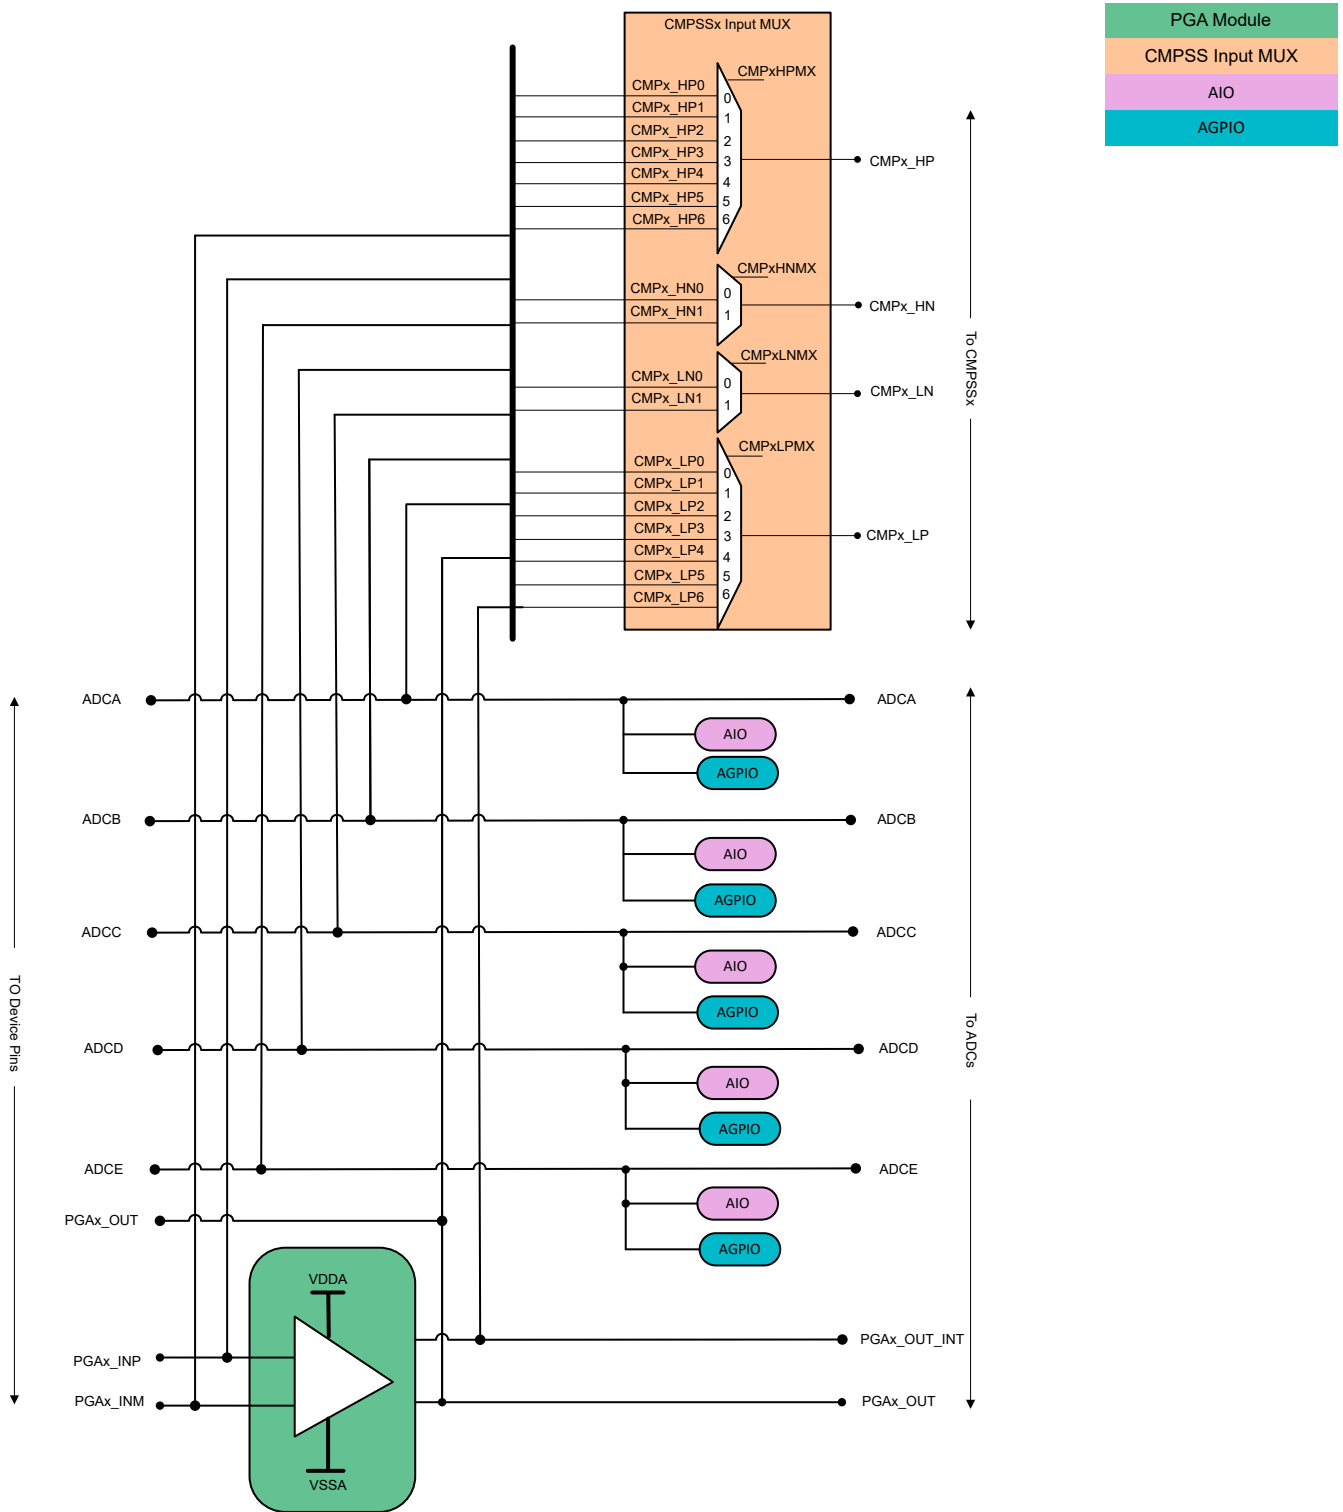 PGA Module
CMPSS Input MUX
AIO
AGPIO
CMPSSx Input MUX
CMPxHPMX
CMPx_HP0
CMPx_HP1
CMPx_HP2
CMPx_HP3
CMPx_HP4
CMPx_HP5
CMPx_HP6
0
1
2
3
4
5
6
CMPx_HP
CMPxHNMX
CMPx_HN0
CMPx_HN1
0
1
CMPx_HN
CMPxLNMX
CMPx_LN0
CMPx_LN1
0
1
CMPx_LN
CMPxLPMX
CMPx_LP0
CMPx_LP1
CMPx_LP2
CMPx_LP3
CMPx_LP4
CMPx_LP5
CMPx_LP6
0
1
2
3
4
5
6
CMPx_LP
To CMPSSx
ADCA
ADCA
AIO
AGPIO
ADCB
ADCB
AIO
AGPIO
ADCC
ADCC
AIO
AGPIO
TO Device Pins
To ADCs
ADCD
ADCD
AIO
AGPIO
ADCE
ADCE
AIO
AGPIO
PGAx_OUT
VDDA
PGAx_INP
PGAx_INM
VSSA
PGAx_OUT_INT
PGAx_OUT